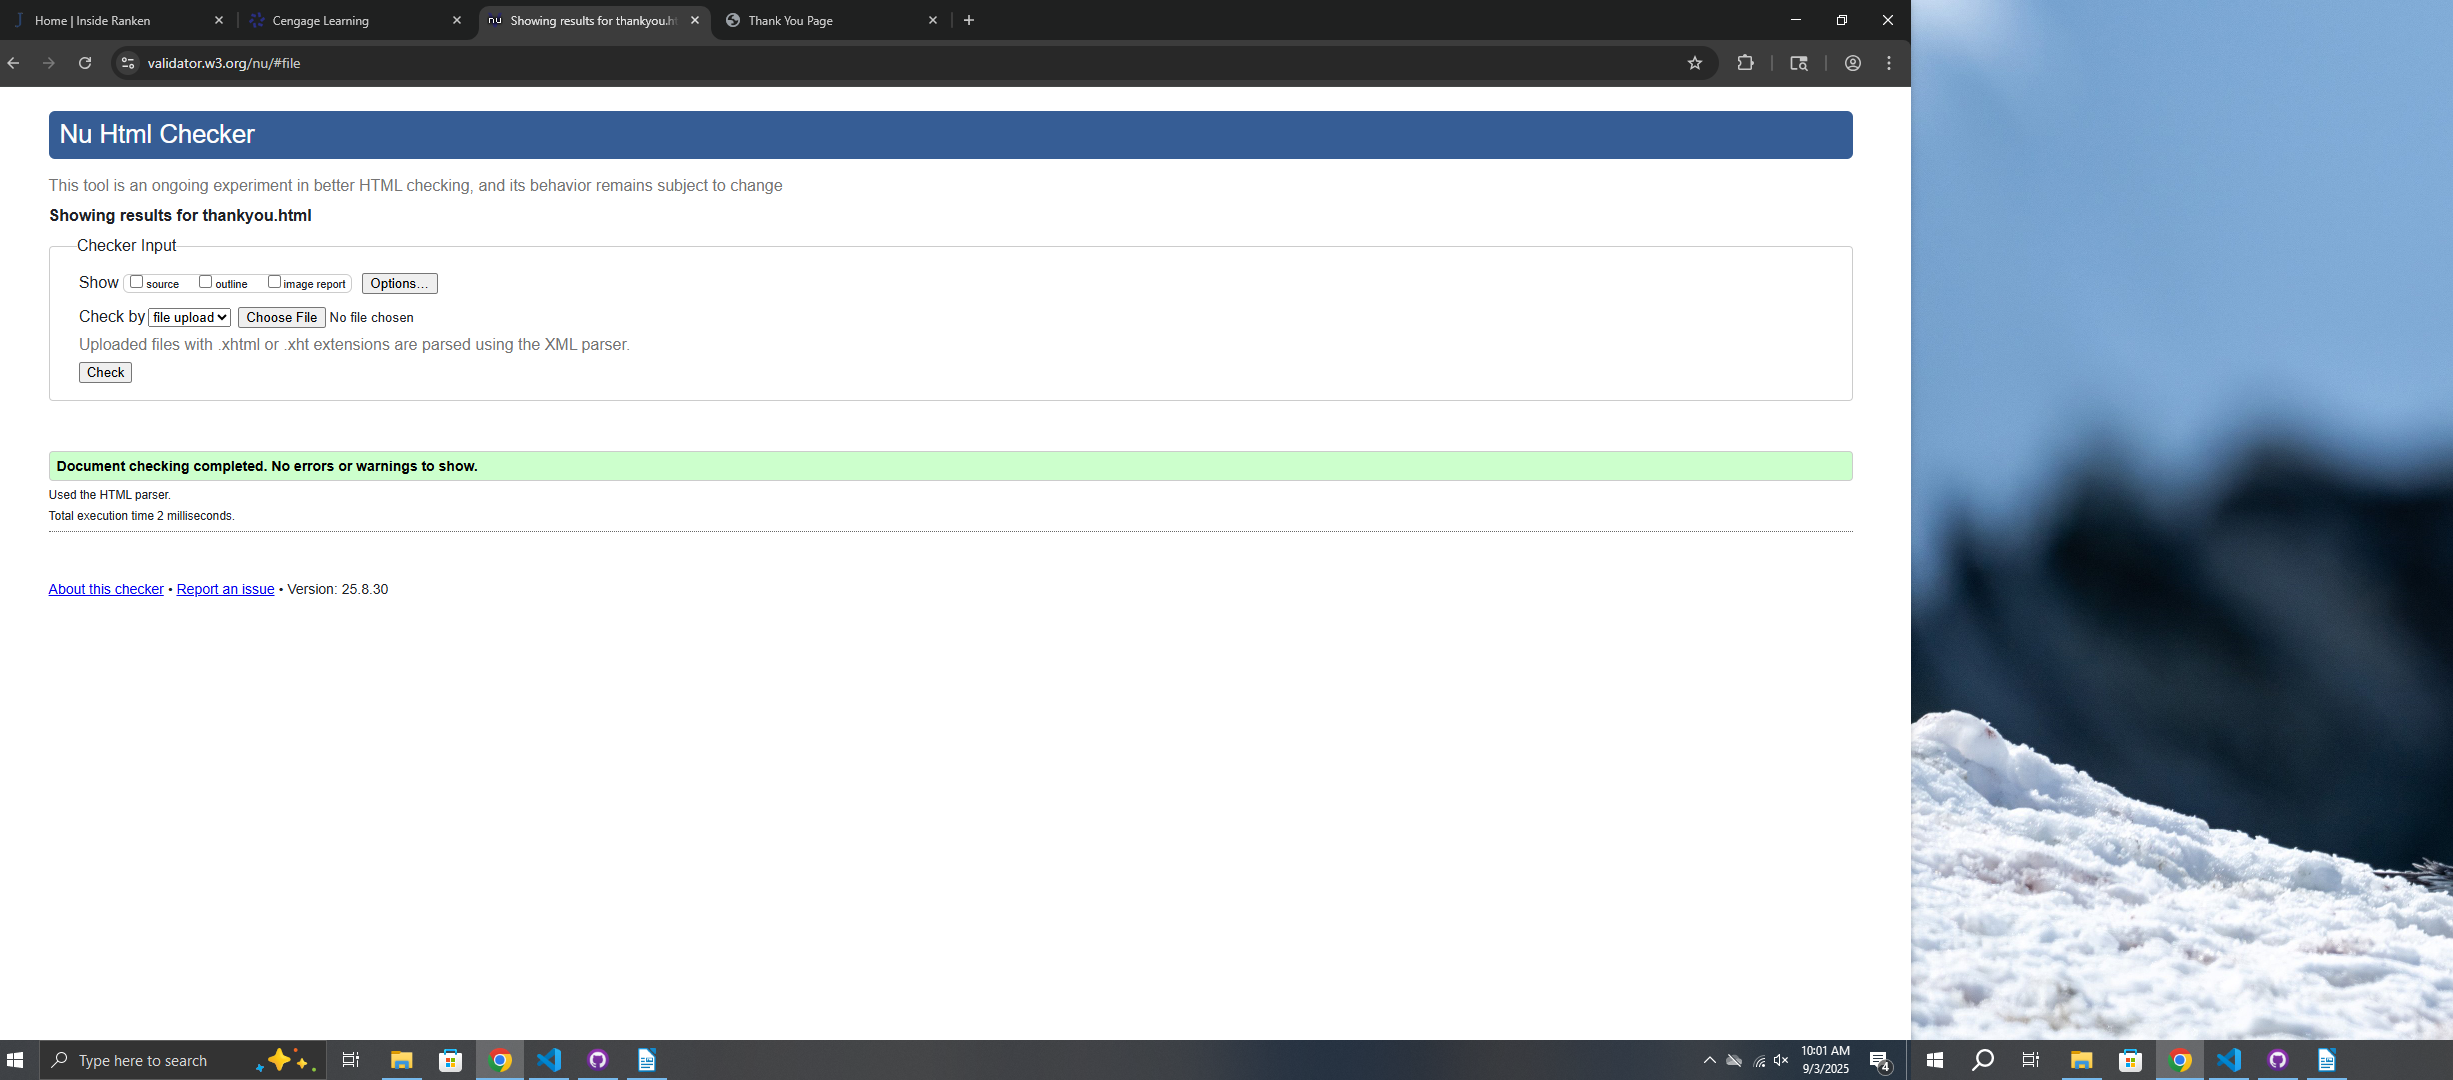 Home | Inside Ranken
Cengage Learning
Showing results for thankyou.ht
Thank You Page
validator.w3.org/nu/#file
Nu Html Checker
This tool is an ongoing experiment in better HTML checking, and its behavior remains subject to change
Showing results for thankyou.html
Checker Input
Show source outline image report Options...
Check by file upload Choose File No file chosen
Uploaded files with .xhtml or .xht extensions are parsed using the XML parser.
Check
Document checking completed. No errors or warnings to show.
Used the HTML parser.
Total execution time 2 milliseconds.
About this checker • Report an issue • Version: 25.8.30
Type here to search
10:01 AM
9/3/2025
4